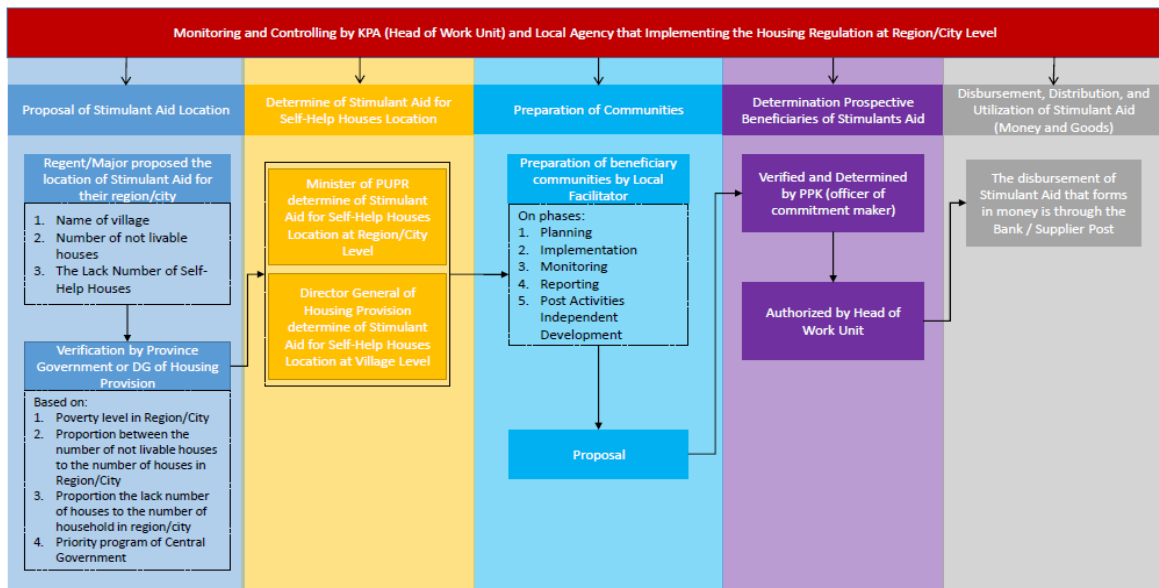 Monitoring and Controlling by KPA (Head of Work Unit) and Local Agency that Implementing the Housing Regulation at Region/City Level
Proposal of Stimulant Aid Location
Regent/Major proposed the
location of Stimulant Aid for
their region/city
1. Name of village
2. Number of not livable
houses
3. The Lack Number of Self-
Help Houses
Verification by Province
Government or DG of Housing
Provision
Based on:
1. Poverty level in Region/City
2. Proportion between the
number of not livable houses
to the number of houses in
Region/City
3. Proportion the lack number
of houses to the number of
household in region/city
4. Priority program of Central
Government
Determine of Stimulant Aid for
Self-Help Houses Location
Minister of PUPR
determine of Stimulant
Aid for Self-Help Houses
Location at Region/City
Level
Director General of
Housing Provision
determine of Stimulant
Aid for Self-Help Houses
Location at Village Level
Preparation of Communities
Preparation of beneficiary
communities by Local
Facilitator
On phases:
1. Planning
2. Implementation
3. Monitoring
4. Reporting
5. Post Activities
Independent
Development
Proposal
Determination Prospective
Beneficiaries of Stimulants Aid
Verified and Determined
by PPK (officer of
commitment maker)
Authorized by Head of
Work Unit
Disbursement, Distribution, and
Utilization of Stimulant Aid
(Money and Goods)
The disbursement of
Stimulant Aid that forms
in money is through the
Bank / Supplier Post